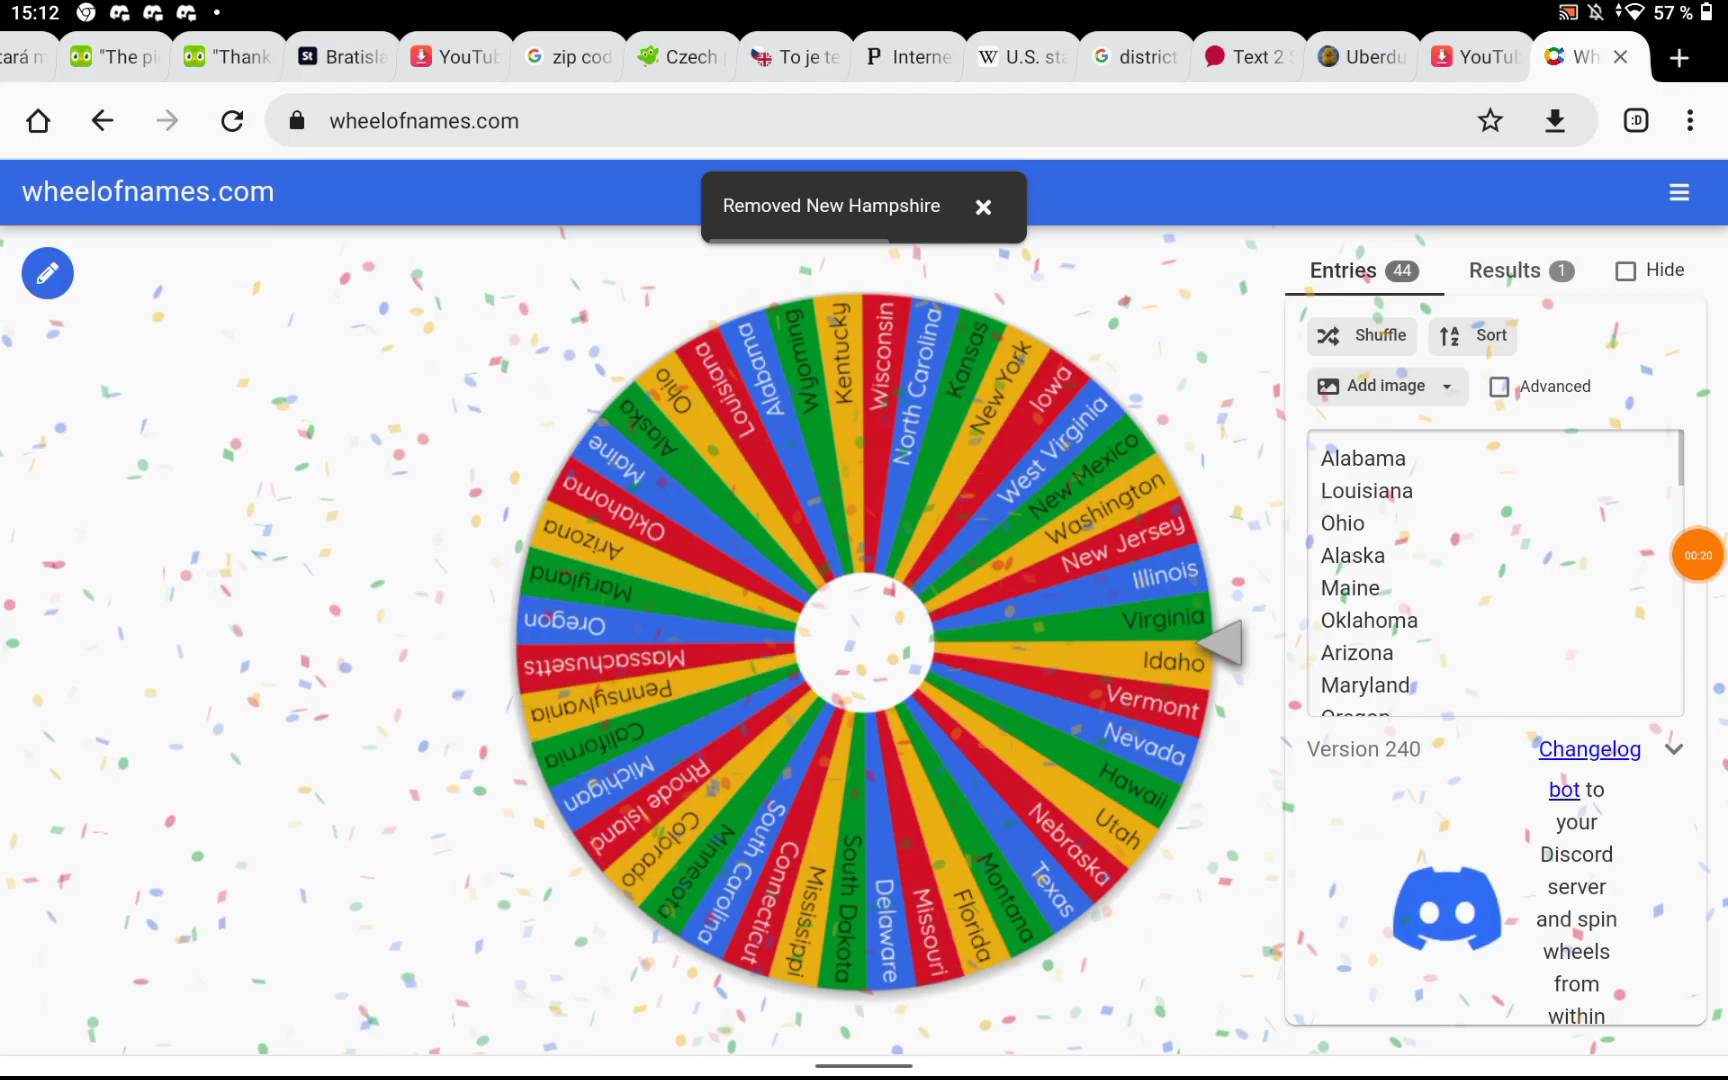 15:12
57 %
tará m
"The pi
"Thank
Bratisla
YouTub
zip cod
Czech
To je te
Interne
U.S. sta
district
Text 2 S
Uberdu
YouTub
Wh
wheelofnames.com
:D
wheelofnames.com
Removed New Hampshire
Entries 44
Results 1
Hide
Shuffle
Sort
Add image
Advanced
Alabama
Louisiana
Ohio
Alaska
Maine
Oklahoma
Arizona
Maryland
Oregon
00:20
Version 240
Changelog
bot to
your
Discord
server
and spin
wheels
from
within
Wisconsin
North Carolina
Kansas
New York
Iowa
West Virginia
New Mexico
Washington
New Jersey
Illinois
Virginia
Idaho
Vermont
Nevada
Hawaii
Utah
Nebraska
Texas
Montana
Florida
Missouri
Delaware
South Dakota
Mississippi
Connecticut
South Carolina
Minnesota
Colorado
Rhode Island
Michigan
California
Pennsylvania
Massachusetts
Oregon
Maryland
Arizona
Oklahoma
Maine
Alaska
Ohio
Louisiana
Alabama
Wyoming
Kentucky